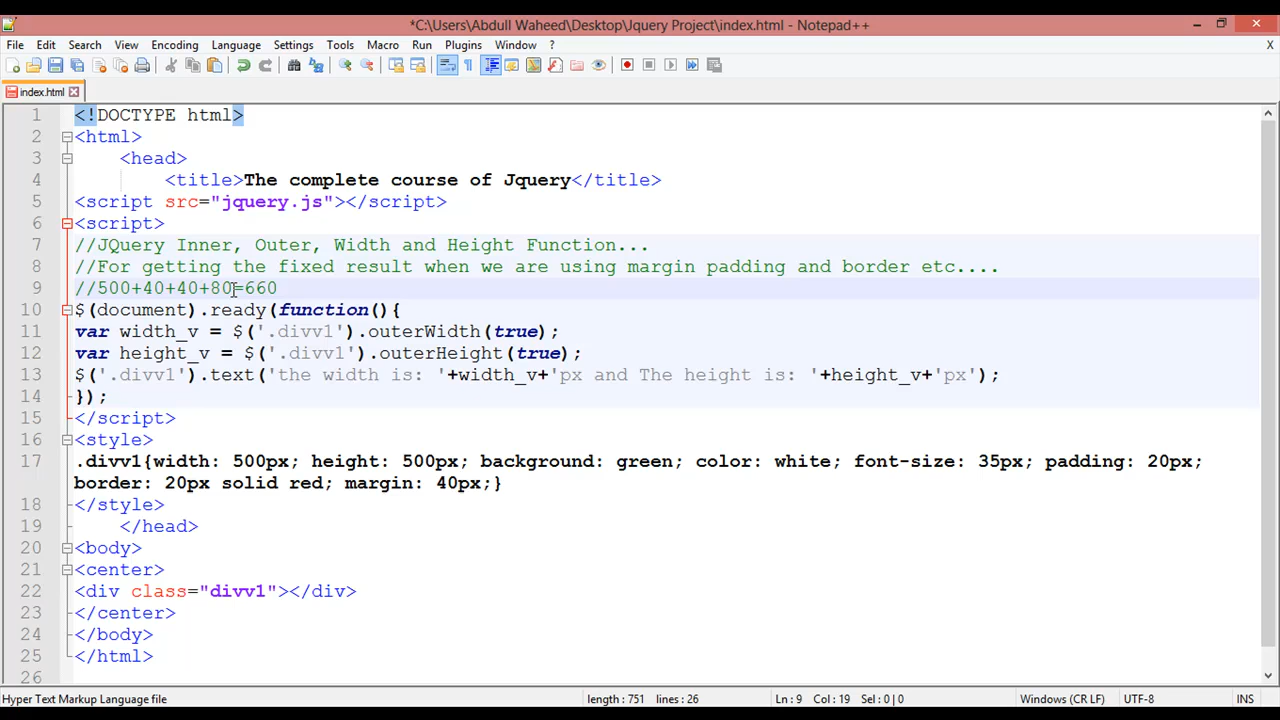 *C:\Users\Abdull Waheed\Desktop\Jquery Project\index.html - Notepad++
File Edit Search View Encoding Language Settings Tools Macro Run Plugins Window ? X
index.html
1 <!DOCTYPE html>
2 <html>
3 <head>
4 <title>The complete course of Jquery</title>
5 <script src="jquery.js"></script>
6 <script>
7 //JQuery Inner, Outer, Width and Height Function...
8 //For getting the fixed result when we are using margin padding and border etc....
9 //500+40+40+80=660
10 $(document).ready(function(){
11 var width_v = $('.divv1').outerWidth(true);
12 var height_v = $('.divv1').outerHeight(true);
13 $('.divv1').text('the width is: '+width_v+'px and The height is: '+height_v+'px');
14 });
15 </script>
16 <style>
17 .divv1{width: 500px; height: 500px; background: green; color: white; font-size: 35px; padding: 20px;
border: 20px solid red; margin: 40px;}
18 </style>
19 </head>
20 <body>
21 <center>
22 <div class="divv1"></div>
23 </center>
24 </body>
25 </html>
26
Hyper Text Markup Language file length : 751 lines : 26 Ln : 9 Col : 19 Sel : 0 | 0 Windows (CR LF) UTF-8 INS